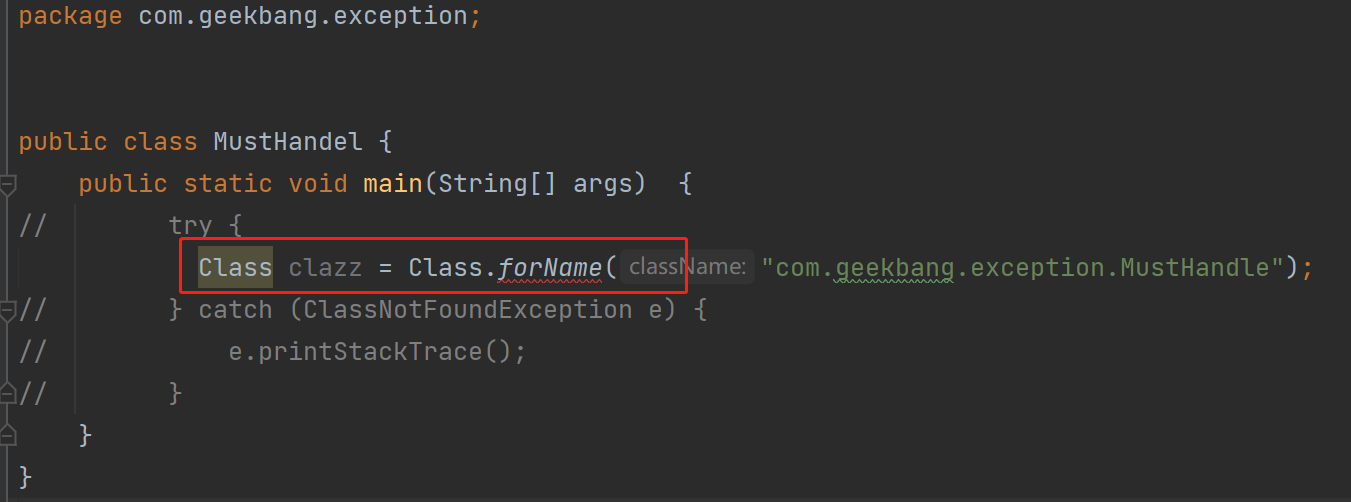 package com.geekbang.exception;
public class MustHandel {
public static void main(String[] args)  {
//        try {
Class clazz = Class.forName( className: "com.geekbang.exception.MustHandle");
//        } catch (ClassNotFoundException e) {
//            e.printStackTrace();
//        }
}
}